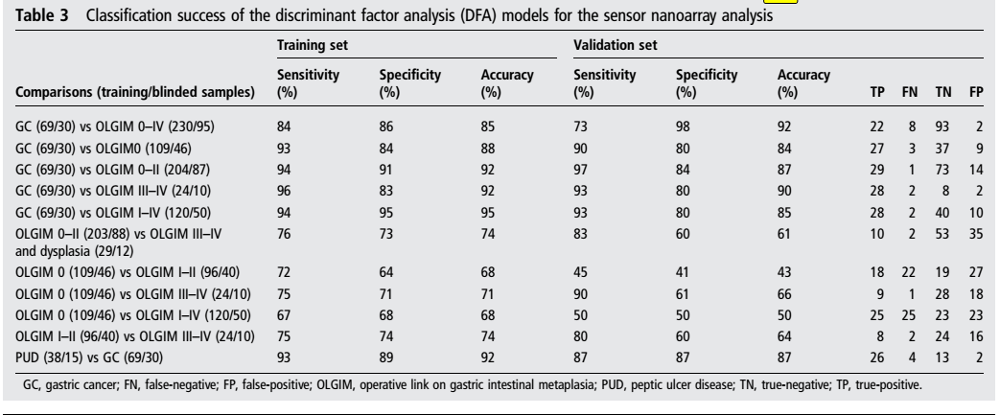 Table 3 Classification success of the discriminant factor analysis (DFA) models for the sensor nanoarray analysis
Training set Validation set
Comparisons (training/blinded samples) Sensitivity (%) Specificity (%) Accuracy (%) Sensitivity (%) Specificity (%) Accuracy (%) TP FN TN FP
GC (69/30) vs OLGIM 0–IV (230/95) 84 86 85 73 98 92 22 8 93 2
GC (69/30) vs OLGIM0 (109/46) 93 84 88 90 80 84 27 3 37 9
GC (69/30) vs OLGIM 0–II (204/87) 94 91 92 97 84 87 29 1 73 14
GC (69/30) vs OLGIM III–IV (24/10) 96 83 92 93 80 90 28 2 8 2
GC (69/30) vs OLGIM I–IV (120/50) 94 95 95 93 80 85 28 2 40 10
OLGIM 0–II (203/88) vs OLGIM III–IV 76 73 74 83 60 61 10 2 53 35
and dysplasia (29/12)
OLGIM 0 (109/46) vs OLGIM I–II (96/40) 72 64 68 45 41 43 18 22 19 27
OLGIM 0 (109/46) vs OLGIM III–IV (24/10) 75 71 71 90 61 66 9 1 28 18
OLGIM 0 (109/46) vs OLGIM I–IV (120/50) 67 68 68 50 50 50 25 25 23 23
OLGIM I–II (96/40) vs OLGIM III–IV (24/10) 75 74 74 80 60 64 8 2 24 16
PUD (38/15) vs GC (69/30) 93 89 92 87 87 87 26 4 13 2
GC, gastric cancer; FN, false-negative; FP, false-positive; OLGIM, operative link on gastric intestinal metaplasia; PUD, peptic ulcer disease; TN, true-negative; TP, true-positive.